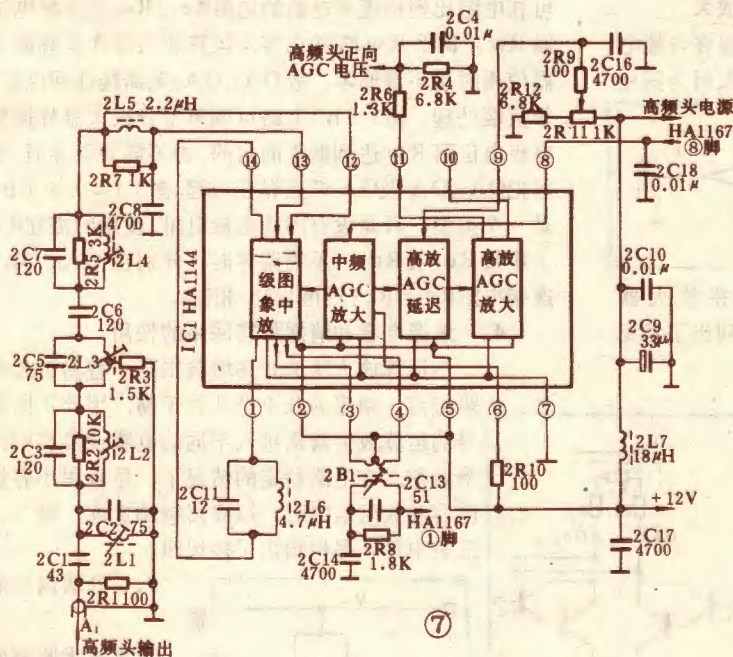 2C4
0.01μ
高频头正向
AGC 电压
2R4
6.8K
2R6
1.3K
2R9
100
2C16
4700
2R12
6.8K
2R11 1K
高频头电源
HA1167
⑧脚
2C18
0.01μ
2L5 2.2μH
2R7 1K
2C8
4700
⑭
⑬
⑫
⑪
⑩
⑨
⑧
2C7
120
2R5
2L4
2C6
120
2C5
75
2L3
2R3
1.5K
2C3
120
2R2 10K
2L2
2C2 75
2L1
2C1
43
2R1 100
A₁
高频头输出
IC1 HA1144
图象中放
级
中频
AGC
放大
高放
AGC
延迟
高放
AGC
放大
①
②
③
④
⑤
⑥
⑦
2C10
0.01μ
2C9
33μ
2L7
18μH
+12V
2C17
4700
2R10
100
2B1
2C13
51
HA1167
①脚
2C11
12
2L6
4.7μH
2C14
4700
2R8
1.8K
⑦